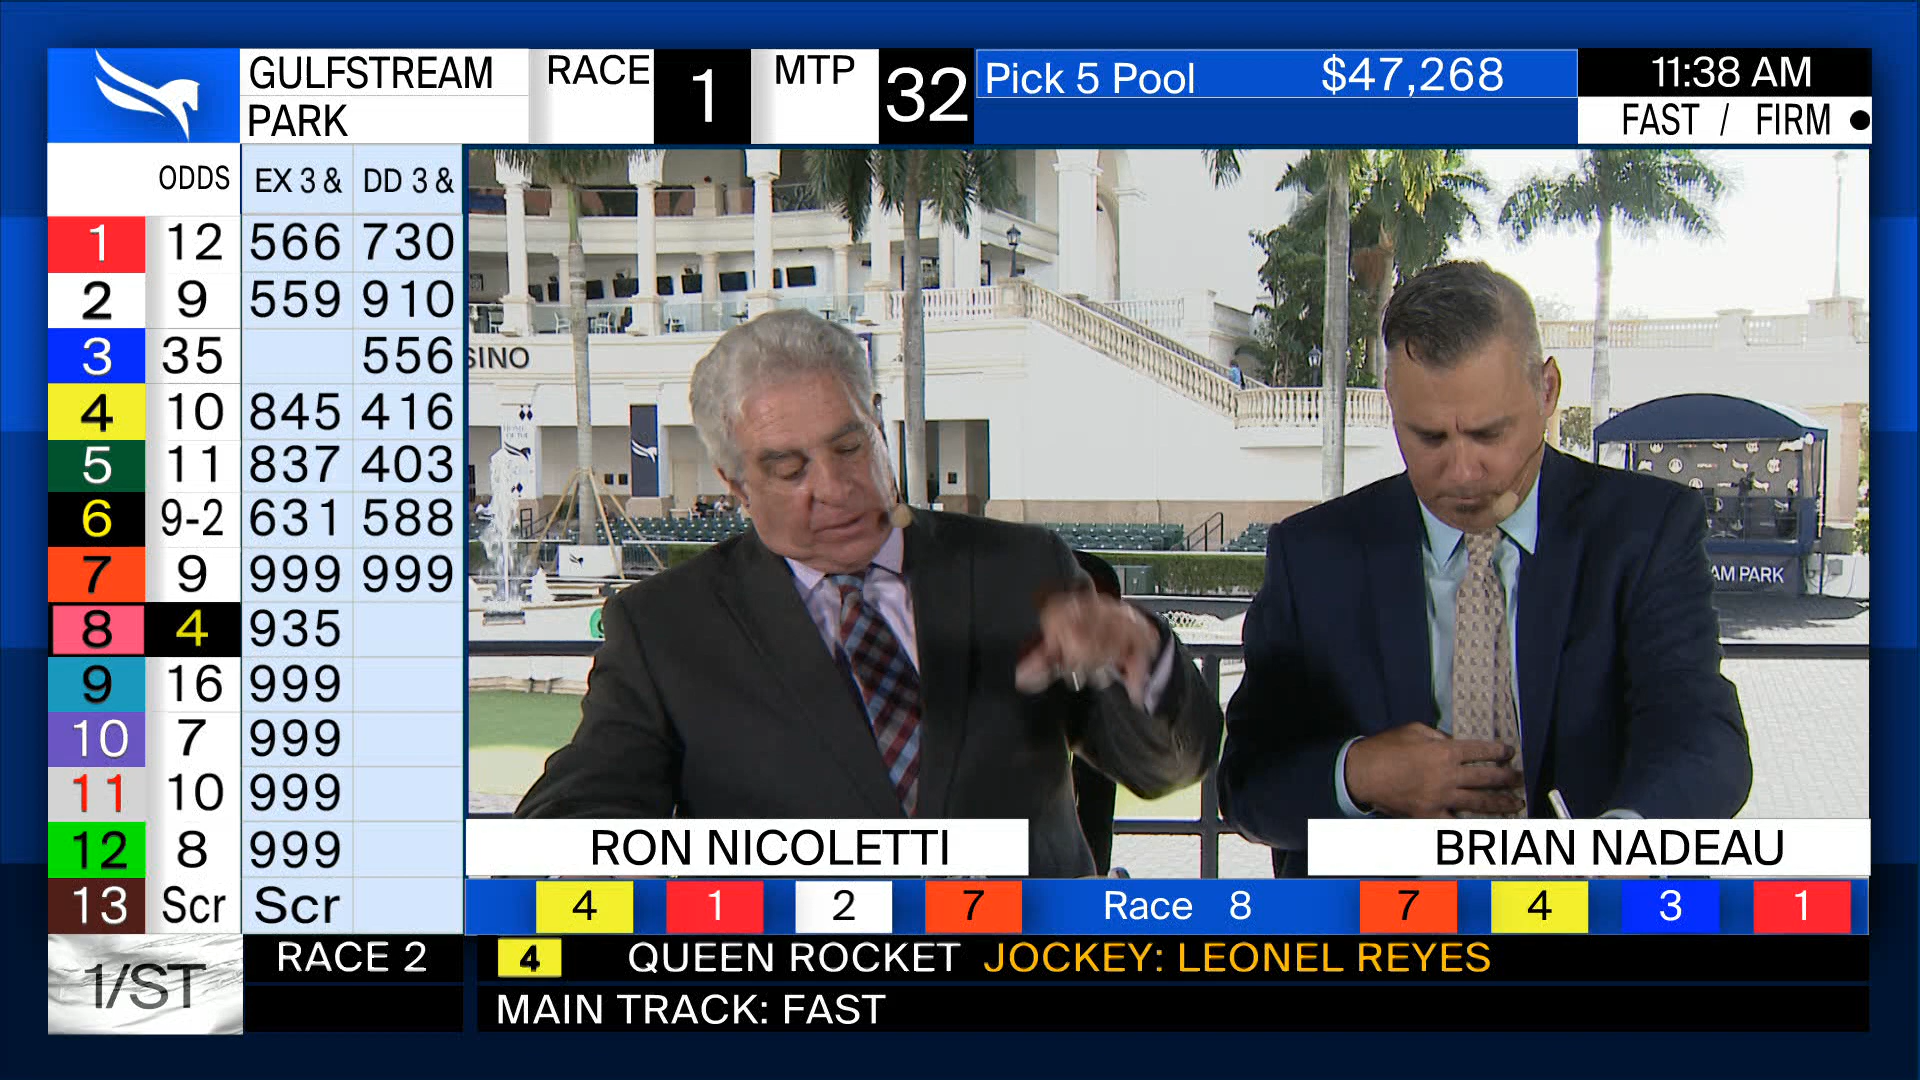 GULFSTREAM
PARK
RACE 1 MTP 32
Pick 5 Pool $47,268
11:38 AM
FAST / FIRM
ODDS EX 3 & DD 3 &
1 12 566 730
2 9 559 910
3 35 556
4 10 845 416
5 11 837 403
6 9-2 631 588
7 9 999 999
8 4 935
9 16 999
10 7 999
11 10 999
12 8 999
13 Scr Scr
SINO
AM PARK
RON NICOLETTI
BRIAN NADEAU
4 1 2 7 Race 8 7 4 3 1
1/ST
RACE 2
4 QUEEN ROCKET JOCKEY: LEONEL REYES
MAIN TRACK: FAST